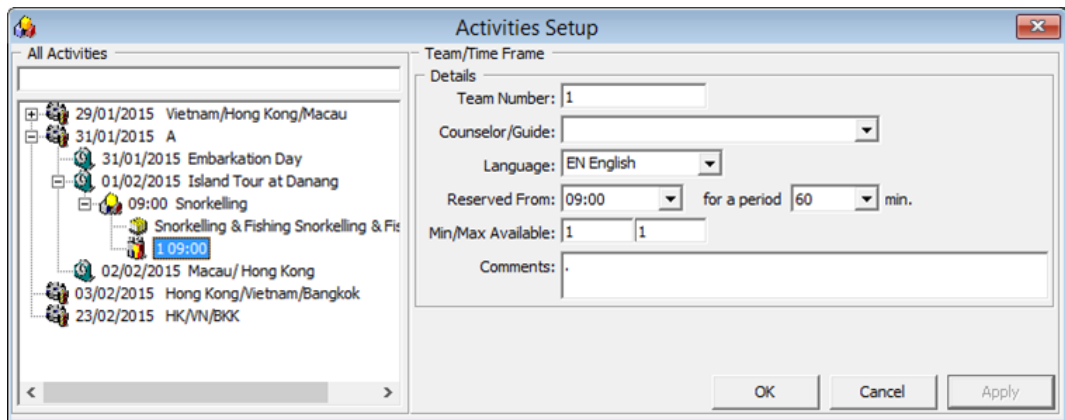 Activities Setup
All Activities
29/01/2015 Vietnam/Hong Kong/Macau
31/01/2015 A
31/01/2015 Embarkation Day
01/02/2015 Island Tour at Danang
09:00 Snorkelling
Snorkelling & Fishing Snorkelling & Fis
1 09:00
02/02/2015 Macau/ Hong Kong
03/02/2015 Hong Kong/Vietnam/Bangkok
23/02/2015 HK/VN/BKK
Team/Time Frame
Details
Team Number: 1
Counselor/Guide:
Language: EN English
Reserved From: 09:00 for a period 60 min.
Min/Max Available: 1 1
Comments: .
OK Cancel Apply